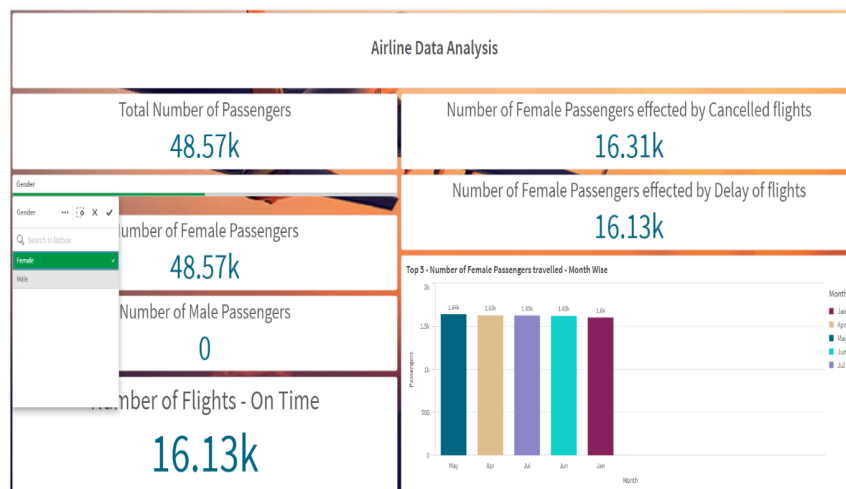 Airline Data Analysis
Total Number of Passengers
48.57k
Number of Female Passengers effected by Cancelled flights
16.31k
Gender
Number of Female Passengers effected by Delay of flights
16.13k
Gender
Search in listbox
Female
Male
umber of Female Passengers
48.57k
Number of Male Passengers
0
Number of Flights - On Time
16.13k
Top 5 - Number of Female Passengers travelled - Month Wise
Passengers
2k
1.5k
1k
500
0
1.64k
1.63k
1.63k
1.62k
1.6k
May
Apr
Jul
Jun
Jan
Month
Month
Jan
Apr
May
Jun
Jul